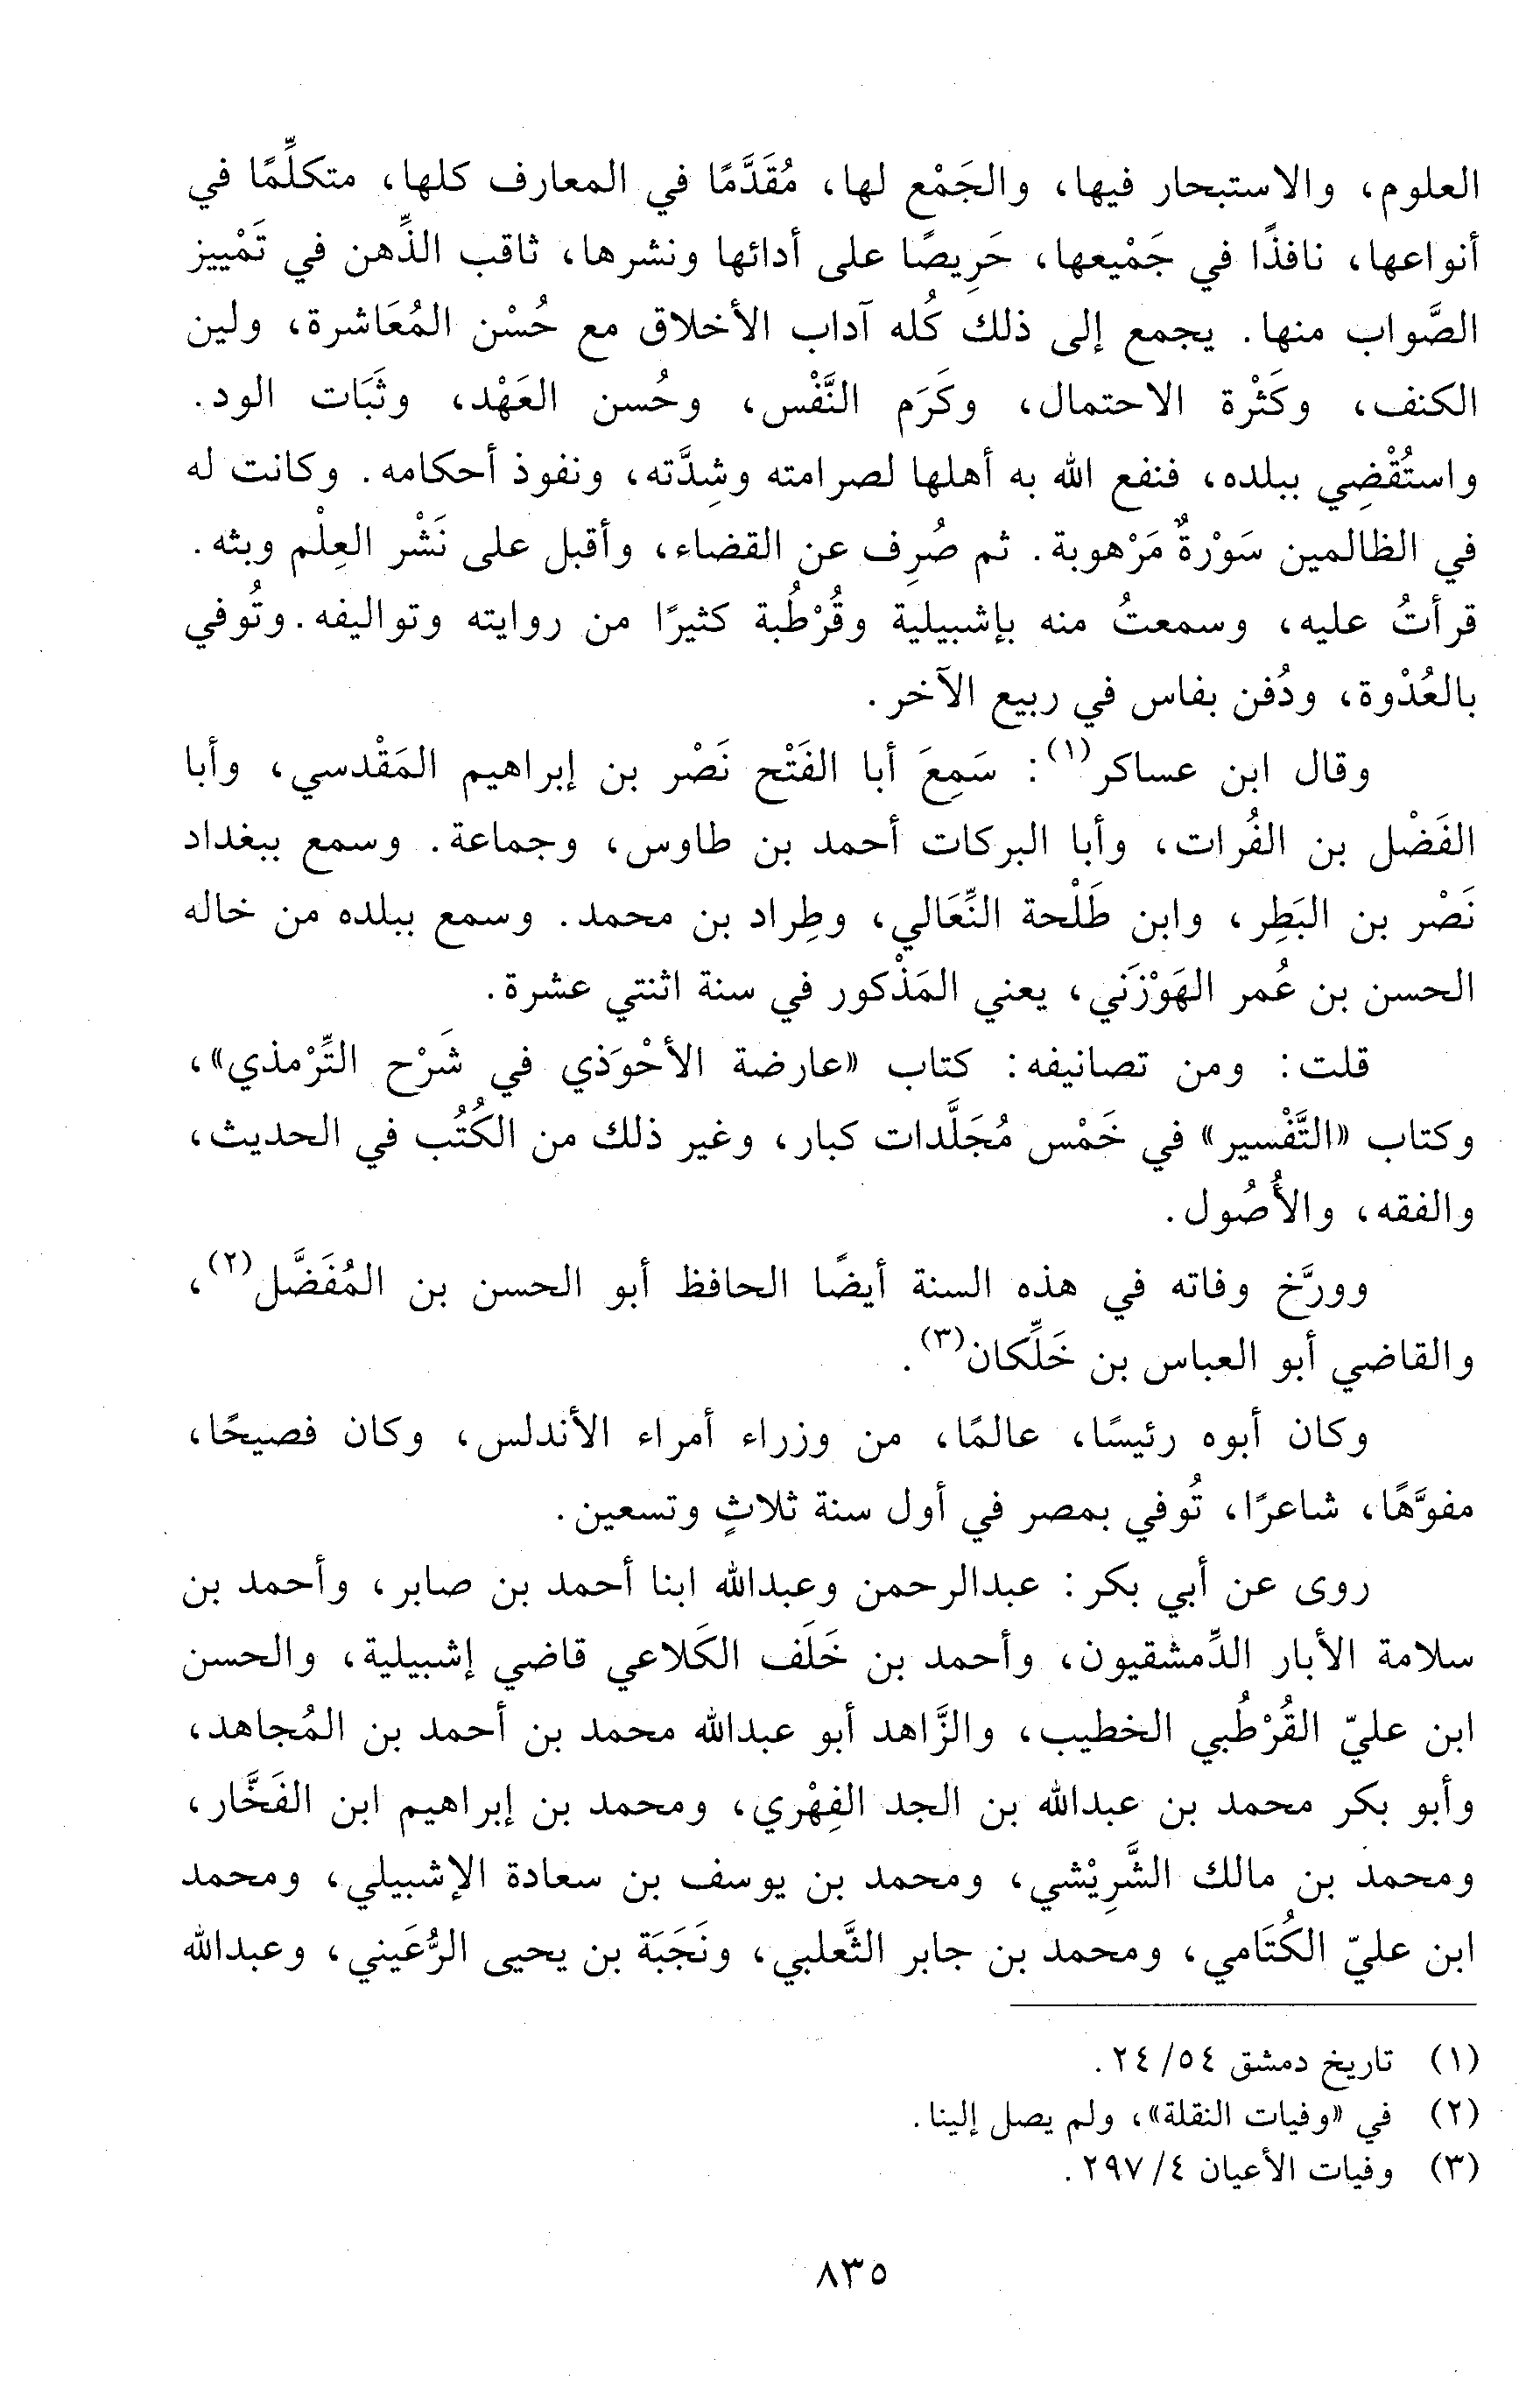 العلوم، والاستبحار فيها، والجَمْع لها، مُقَدَّمًا في المعارف كلها، متكلِّمًا في
أنواعها، نافذًا في جَمْيعها، حَرِيصًا على أدائها ونشرها، ثاقب الذِّهن في تَمْييز
الصَّواب منها. يجمع إلى ذلك كُله آداب الأخلاق مع حُسْن المُعَاشرة، ولين
الكنف، وكَثْرة الاحتمال، وكَرَم النَّفْس، وحُسن العَهْد، وثَبَات الود.
واستُقْضِي ببلده، فنفع الله به أهلها لصرامته وشِدَّته، ونفوذ أحكامه. وكانت له
في الظالمين سَوْرةٌ مَرْهوبة. ثم صُرِف عن القضاء، وأقبل على نَشْر العِلْم وبثه.
قرأتُ عليه، وسمعتُ منه بإشبيلية وقُرْطُبة كثيرًا من روايته وتواليفه. وتُوفي
بالعُدْوة، ودُفن بفاس في ربيع الآخر.
وقال ابن عساكر(١): سَمِعَ أبا الفَتْح نَصْر بن إبراهيم المَقْدسي، وأبا
الفَضْل بن الفُرات، وأبا البركات أحمد بن طاوس، وجماعة. وسمع ببغداد
نَصْر بن البَطِر، وابن طَلْحة النِّعَالي، وطِراد بن محمد. وسمع ببلده من خاله
الحسن بن عُمر الهَوْزَني، يعني المَذْكور في سنة اثنتي عشرة.
قلت: ومن تصانيفه: كتاب «عارضة الأحْوَذي في شَرْح التِّرْمذي»،
وكتاب «التَّفْسير» في خَمْس مُجَلَّدات كبار، وغير ذلك من الكُتُب في الحديث،
والفقه، والأُصُول.
وورَّخ وفاته في هذه السنة أيضًا الحافظ أبو الحسن بن المُفَضَّل(٢)،
والقاضي أبو العباس بن خَلِّكان(٣).
وكان أبوه رئيسًا، عالمًا، من وزراء أمراء الأندلس، وكان فصيحًا،
مفوَّهًا، شاعرًا، تُوفي بمصر في أول سنة ثلاثٍ وتسعين.
روى عن أبي بكر: عبدالرحمن وعبدالله ابنا أحمد بن صابر، وأحمد بن
سلامة الأبار الدِّمشقيون، وأحمد بن خَلَف الكَلاعي قاضي إشبيلية، والحسن
ابن عليّ القُرْطُبي الخطيب، والزَّاهد أبو عبدالله محمد بن أحمد بن المُجاهد،
وأبو بكر محمد بن عبدالله بن الجد الفِهْري، ومحمد بن إبراهيم ابن الفَخَّار،
ومحمد بن مالك الشَّرِيْشي، ومحمد بن يوسف بن سعادة الإشبيلي، ومحمد
ابن عليّ الكُتَامي، ومحمد بن جابر الثَّعلبي، ونَجَبَة بن يحيى الرُّعَيني، وعبدالله
(١) تاريخ دمشق ٥٤/ ٢٤.
(٢) في «وفيات النقلة»، ولم يصل إلينا.
(٣) وفيات الأعيان ٤/ ٢٩٧.
٨٣٥